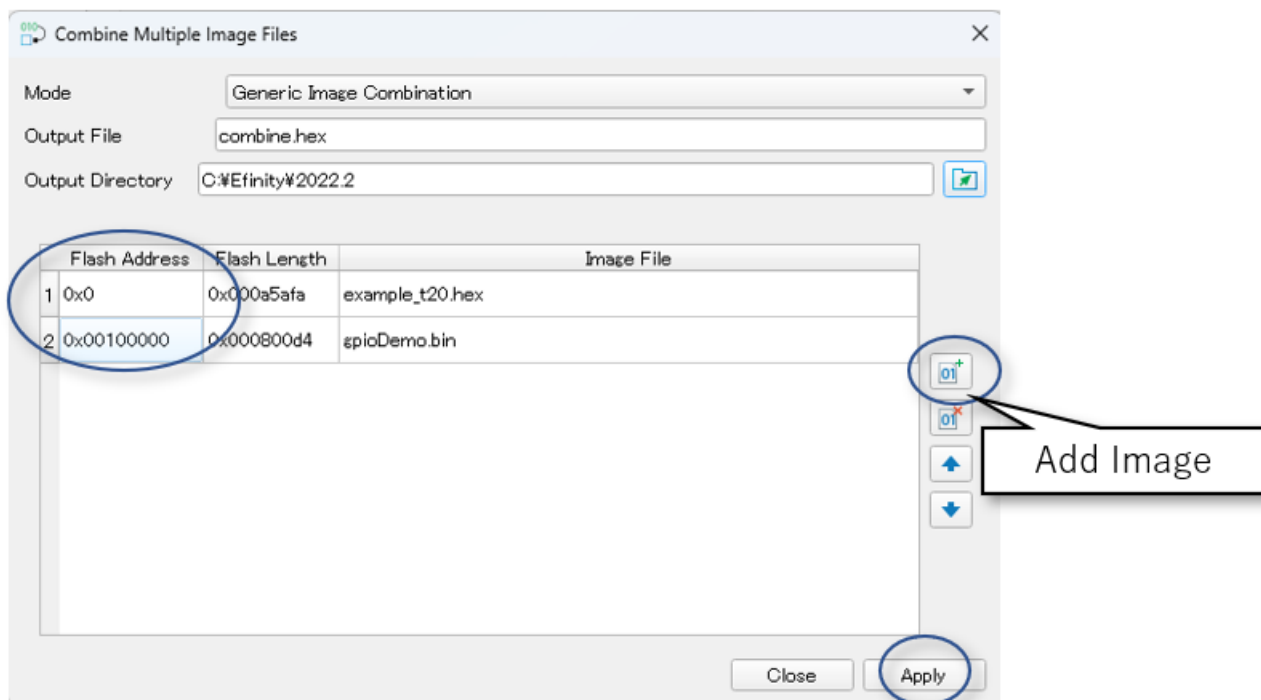 Combine Multiple Image Files
Mode Generic Image Combination
Output File combine.hex
Output Directory C:¥Efinity¥2022.2
Flash Address Flash Length Image File
1 0x0 0x000a5afa example_t20.hex
2 0x00100000 0x000800d4 gpioDemo.bin
Add Image
Close Apply